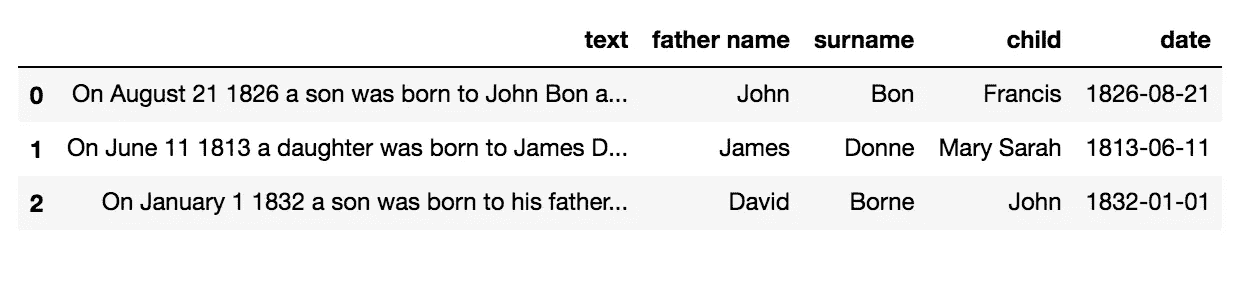 text father name surname child date
0 On August 21 1826 a son was born to John Bon a... John Bon Francis 1826-08-21
1 On June 11 1813 a daughter was born to James D... James Donne Mary Sarah 1813-06-11
2 On January 1 1832 a son was born to his father... David Borne John 1832-01-01